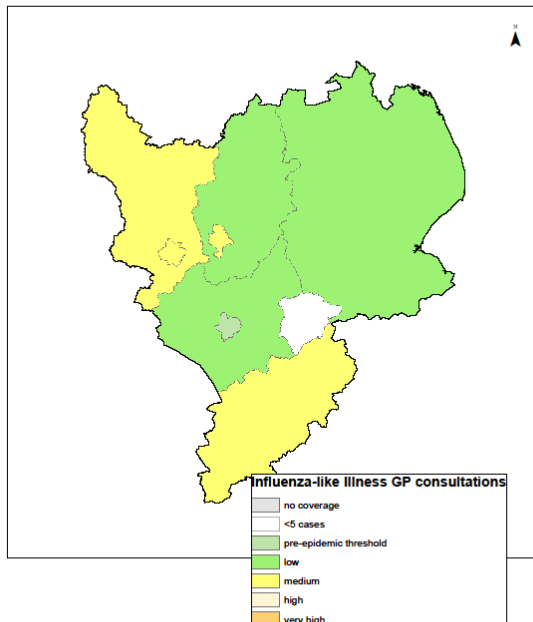 Influenza-like Illness GP consultations
no coverage
<5 cases
pre-epidemic threshold
low
medium
high
very high